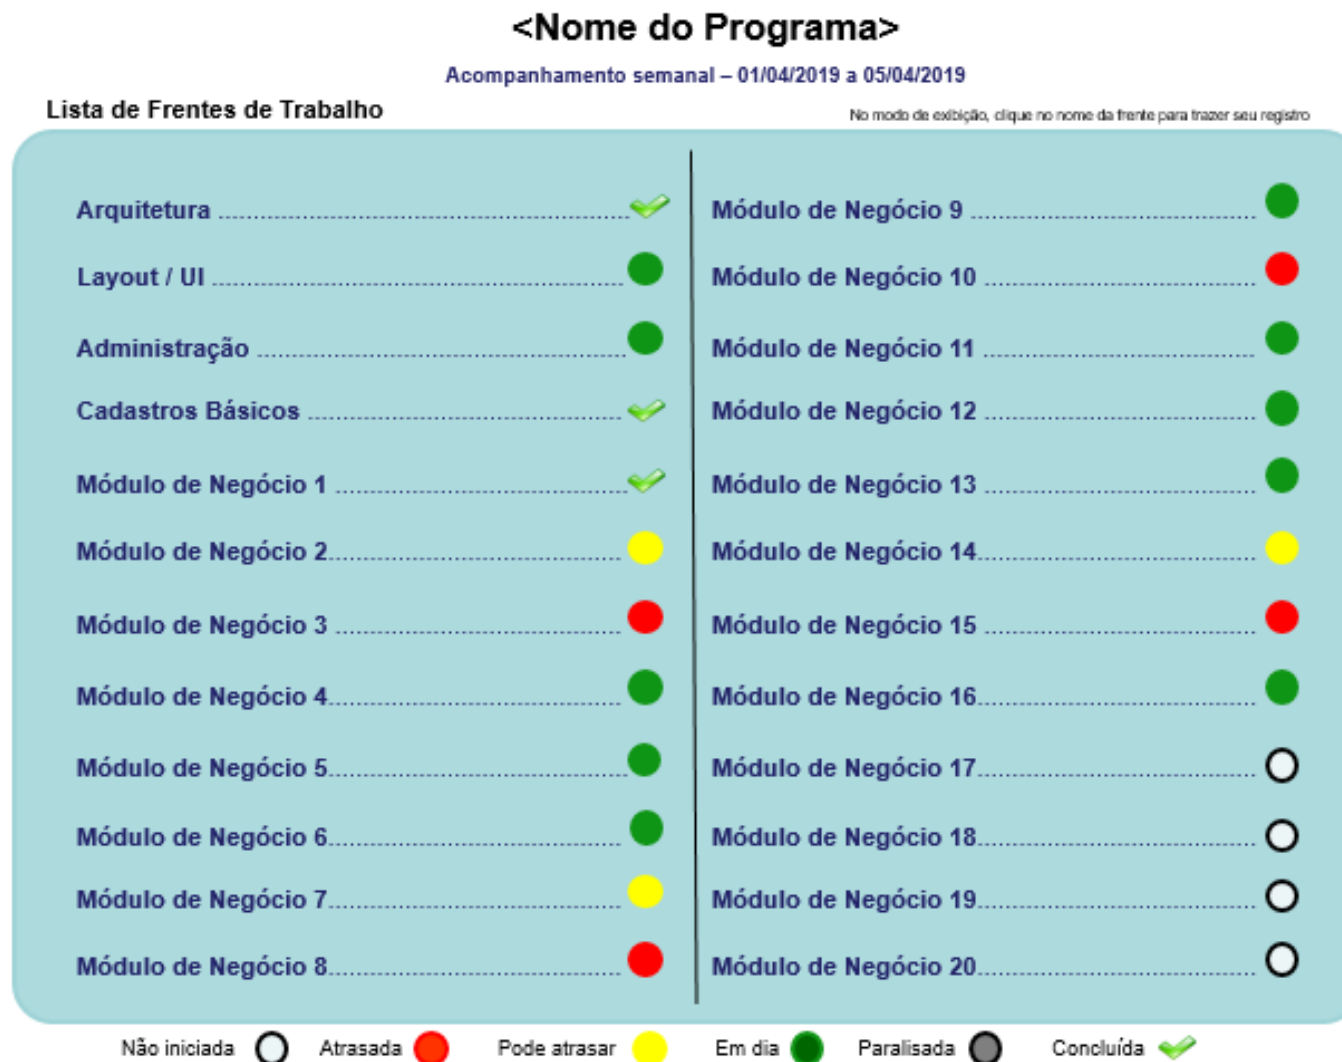 <Nome do Programa>
Acompanhamento semanal – 01/04/2019 a 05/04/2019
Lista de Frentes de Trabalho
No modo de exibição, clique no nome da frente para trazer seu registro
Arquitetura
Layout / UI
Administração
Cadastros Básicos
Módulo de Negócio 1
Módulo de Negócio 2
Módulo de Negócio 3
Módulo de Negócio 4
Módulo de Negócio 5
Módulo de Negócio 6
Módulo de Negócio 7
Módulo de Negócio 8
Módulo de Negócio 9
Módulo de Negócio 10
Módulo de Negócio 11
Módulo de Negócio 12
Módulo de Negócio 13
Módulo de Negócio 14
Módulo de Negócio 15
Módulo de Negócio 16
Módulo de Negócio 17
Módulo de Negócio 18
Módulo de Negócio 19
Módulo de Negócio 20
Não iniciada Atrasada Pode atrasar Em dia Paralisada Concluída